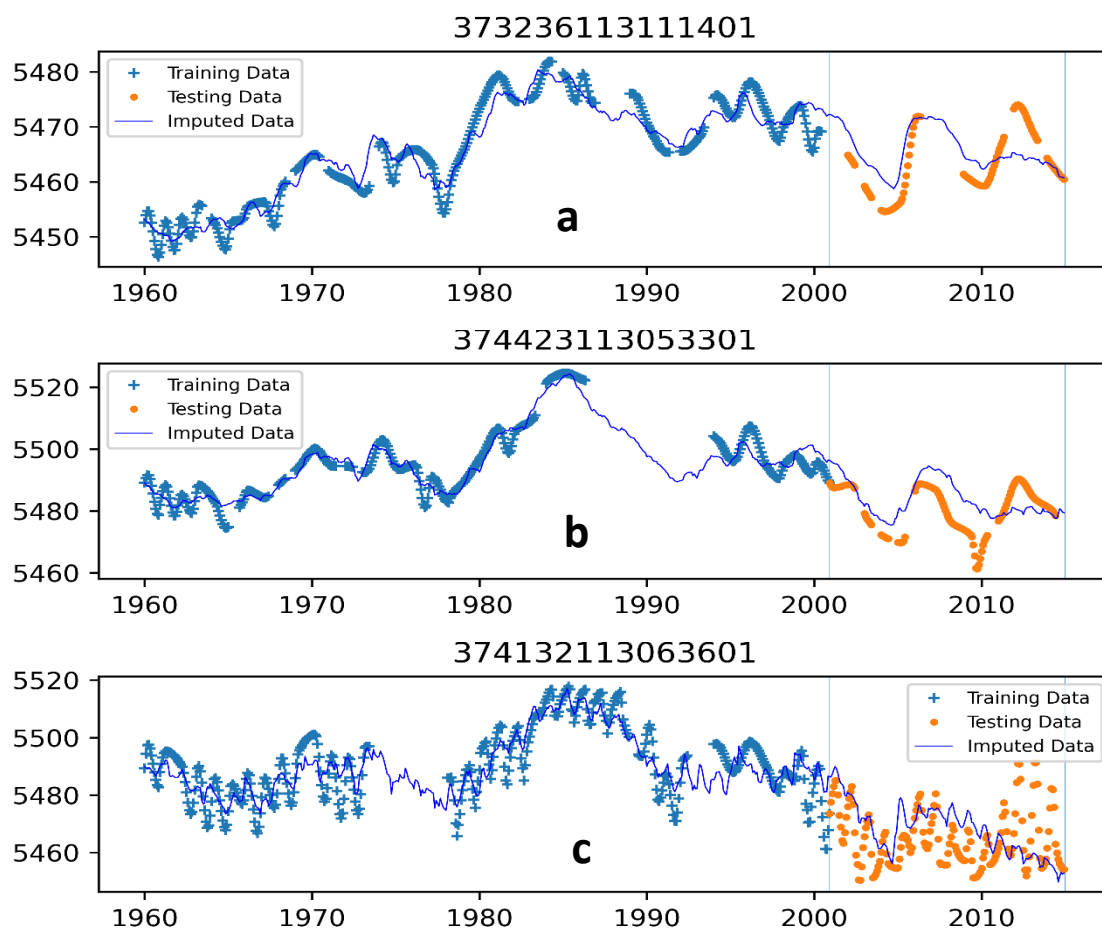 373236113111401
5480
5470
5460
5450
Training Data
Testing Data
Imputed Data
a
1960 1970 1980 1990 2000 2010
374423113053301
5520
5500
5480
5460
Training Data
Testing Data
Imputed Data
b
1960 1970 1980 1990 2000 2010
374132113063601
5520
5500
5480
5460
Training Data
Testing Data
Imputed Data
c
1960 1970 1980 1990 2000 2010